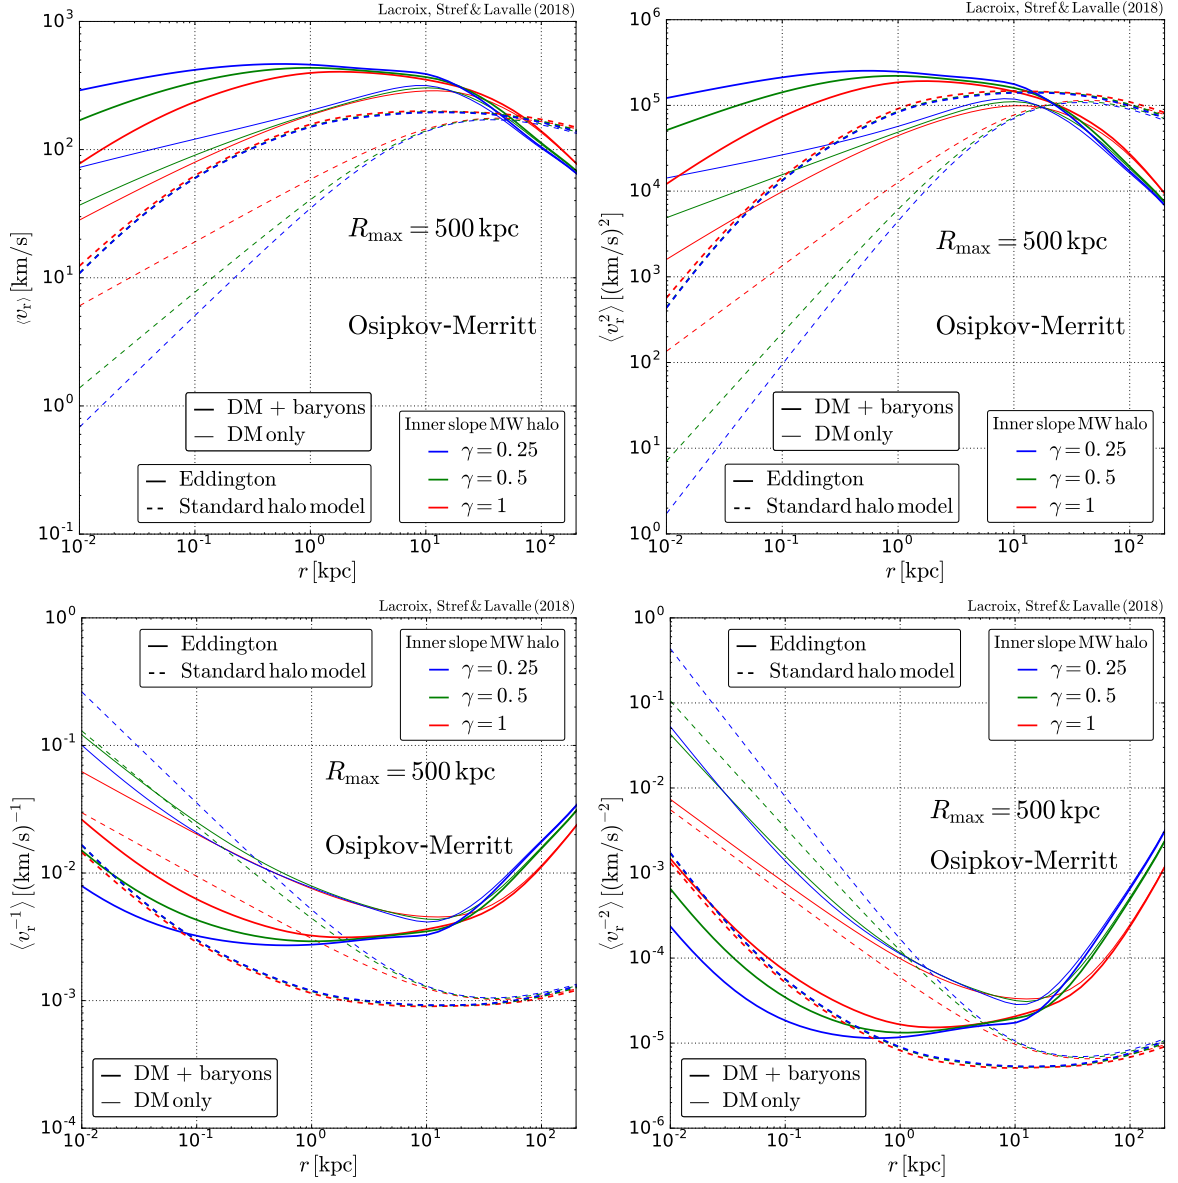 Lacroix, Stref & Lavalle (2018)
10^3
10^2
10^1
10^0
10^-1
⟨v_r⟩ [km/s]
R_max = 500 kpc
Osipkov-Merritt
DM + baryons
DM only
Eddington
Standard halo model
Inner slope MW halo
γ = 0.25
γ = 0.5
γ = 1
10^-2 10^-1 10^0 10^1 10^2
r [kpc]
Lacroix, Stref & Lavalle (2018)
10^6
10^5
10^4
10^3
10^2
10^1
10^0
⟨v_r^2⟩ [(km/s)^2]
R_max = 500 kpc
Osipkov-Merritt
DM + baryons
DM only
Eddington
Standard halo model
Inner slope MW halo
γ = 0.25
γ = 0.5
γ = 1
10^-2 10^-1 10^0 10^1 10^2
r [kpc]
Lacroix, Stref & Lavalle (2018)
10^0
10^-1
10^-2
10^-3
10^-4
⟨v_r^-1⟩ [(km/s)^-1]
Eddington
Standard halo model
Inner slope MW halo
γ = 0.25
γ = 0.5
γ = 1
R_max = 500 kpc
Osipkov-Merritt
DM + baryons
DM only
10^-2 10^-1 10^0 10^1 10^2
r [kpc]
Lacroix, Stref & Lavalle (2018)
10^0
10^-1
10^-2
10^-3
10^-4
10^-5
10^-6
⟨v_r^-2⟩ [(km/s)^-2]
Eddington
Standard halo model
Inner slope MW halo
γ = 0.25
γ = 0.5
γ = 1
R_max = 500 kpc
Osipkov-Merritt
DM + baryons
DM only
10^-2 10^-1 10^0 10^1 10^2
r [kpc]